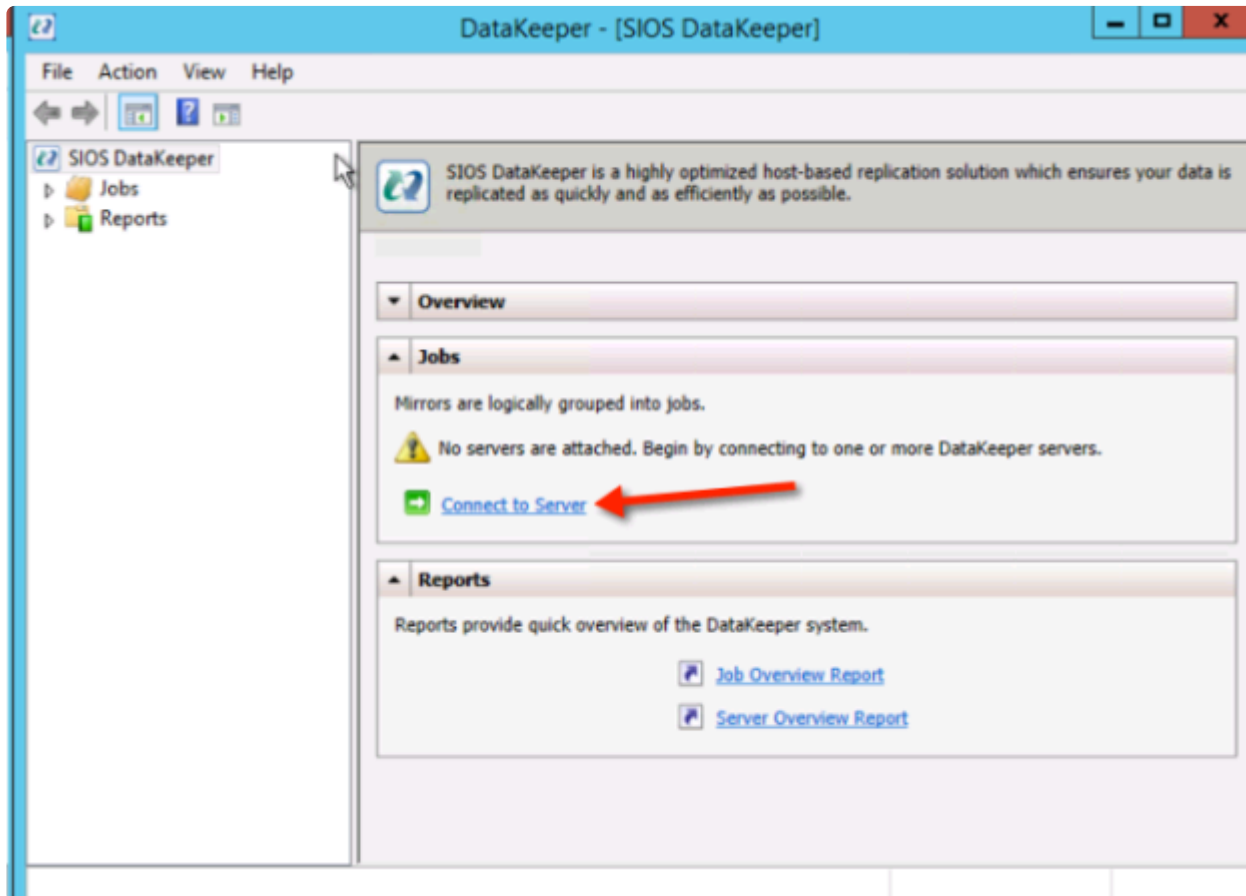 DataKeeper - [SIOS DataKeeper]
File Action View Help
SIOS DataKeeper
Jobs
Reports
SIOS DataKeeper is a highly optimized host-based replication solution which ensures your data is
replicated as quickly and as efficiently as possible.
Overview
Jobs
Mirrors are logically grouped into jobs.
No servers are attached. Begin by connecting to one or more DataKeeper servers.
Connect to Server
Reports
Reports provide quick overview of the DataKeeper system.
Job Overview Report
Server Overview Report